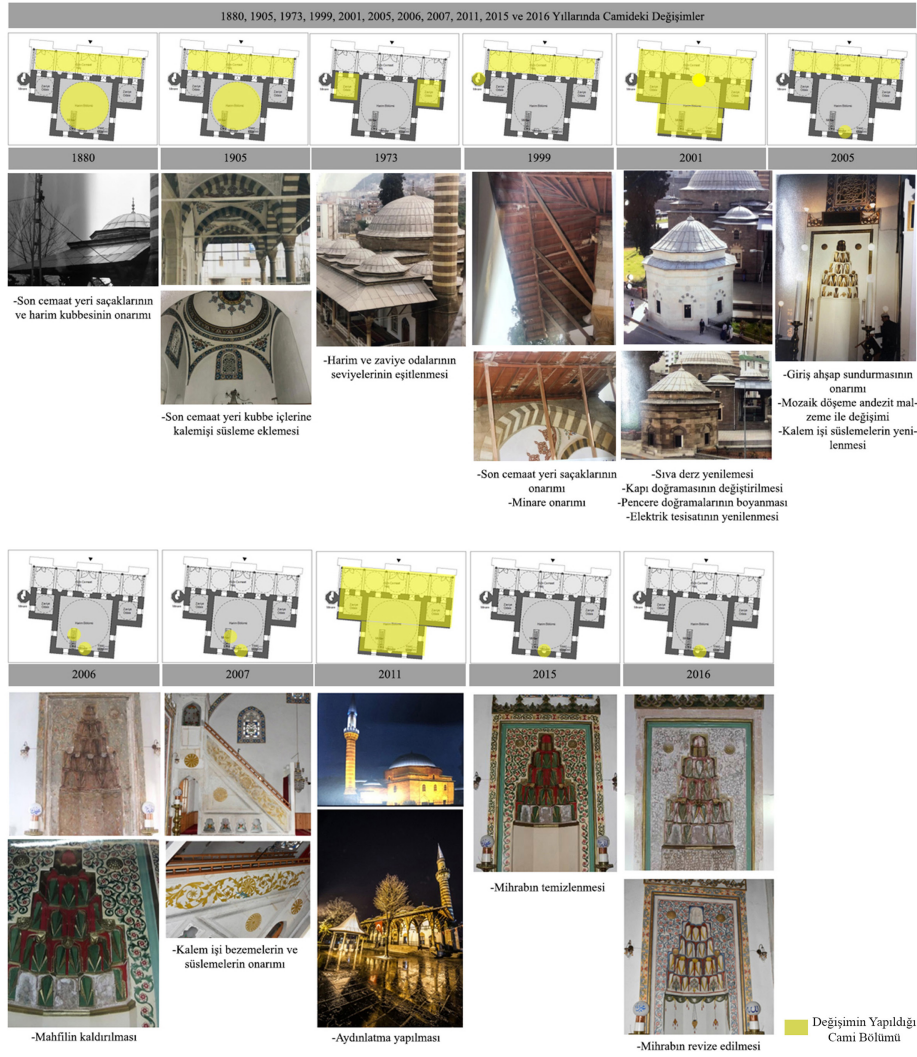 1880, 1905, 1973, 1999, 2001, 2005, 2006, 2007, 2011, 2015 ve 2016 Yıllarında Camideki Değişimler
1880
-Son cemaat yeri saçaklarının
ve harim kubbesinin onarımı
1905
-Son cemaat yeri kubbe içlerine
kalemişi süsleme eklemesi
1973
-Harim ve zaviye odalarının
seviyelerinin eşitlenmesi
1999
-Son cemaat yeri saçaklarının
onarımı
-Minare onarımı
2001
-Sıva derz yenilemesi
-Kapı doğramasının değiştirilmesi
-Pencere doğramalarının boyanması
-Elektrik tesisatının yenilenmesi
2005
-Giriş ahşap sundurmasının
onarımı
-Mozaik döşeme andezit mal-
zeme ile değişimi
-Kalem işi süslemelerin yeni-
lenmesi
2006
-Mahfilin kaldırılması
2007
-Kalem işi bezemelerin ve
süslemelerin onarımı
2011
-Aydınlatma yapılması
2015
-Mihrabın temizlenmesi
2016
-Mihrabın revize edilmesi
Değişimin Yapıldığı
Cami Bölümü